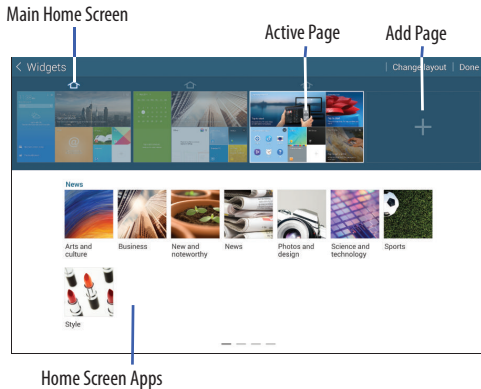 Main Home Screen
Active Page
Add Page
Widgets
Change layout
Done
News
Arts and culture
Business
New and noteworthy
News
Photos and design
Science and technology
Sports
Style
Home Screen Apps